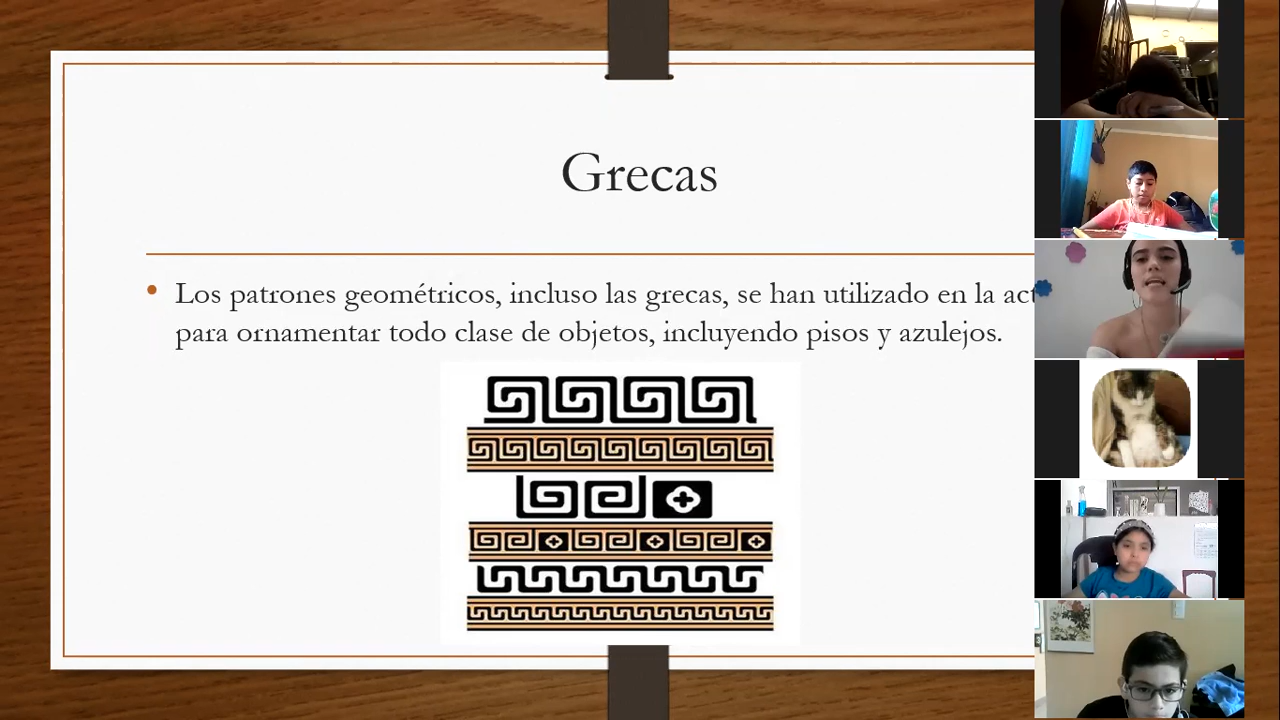 Grecas
• Los patrones geométricos, incluso las grecas, se han utilizado en la
para ornamentar todo clase de objetos, incluyendo pisos y azulejos.